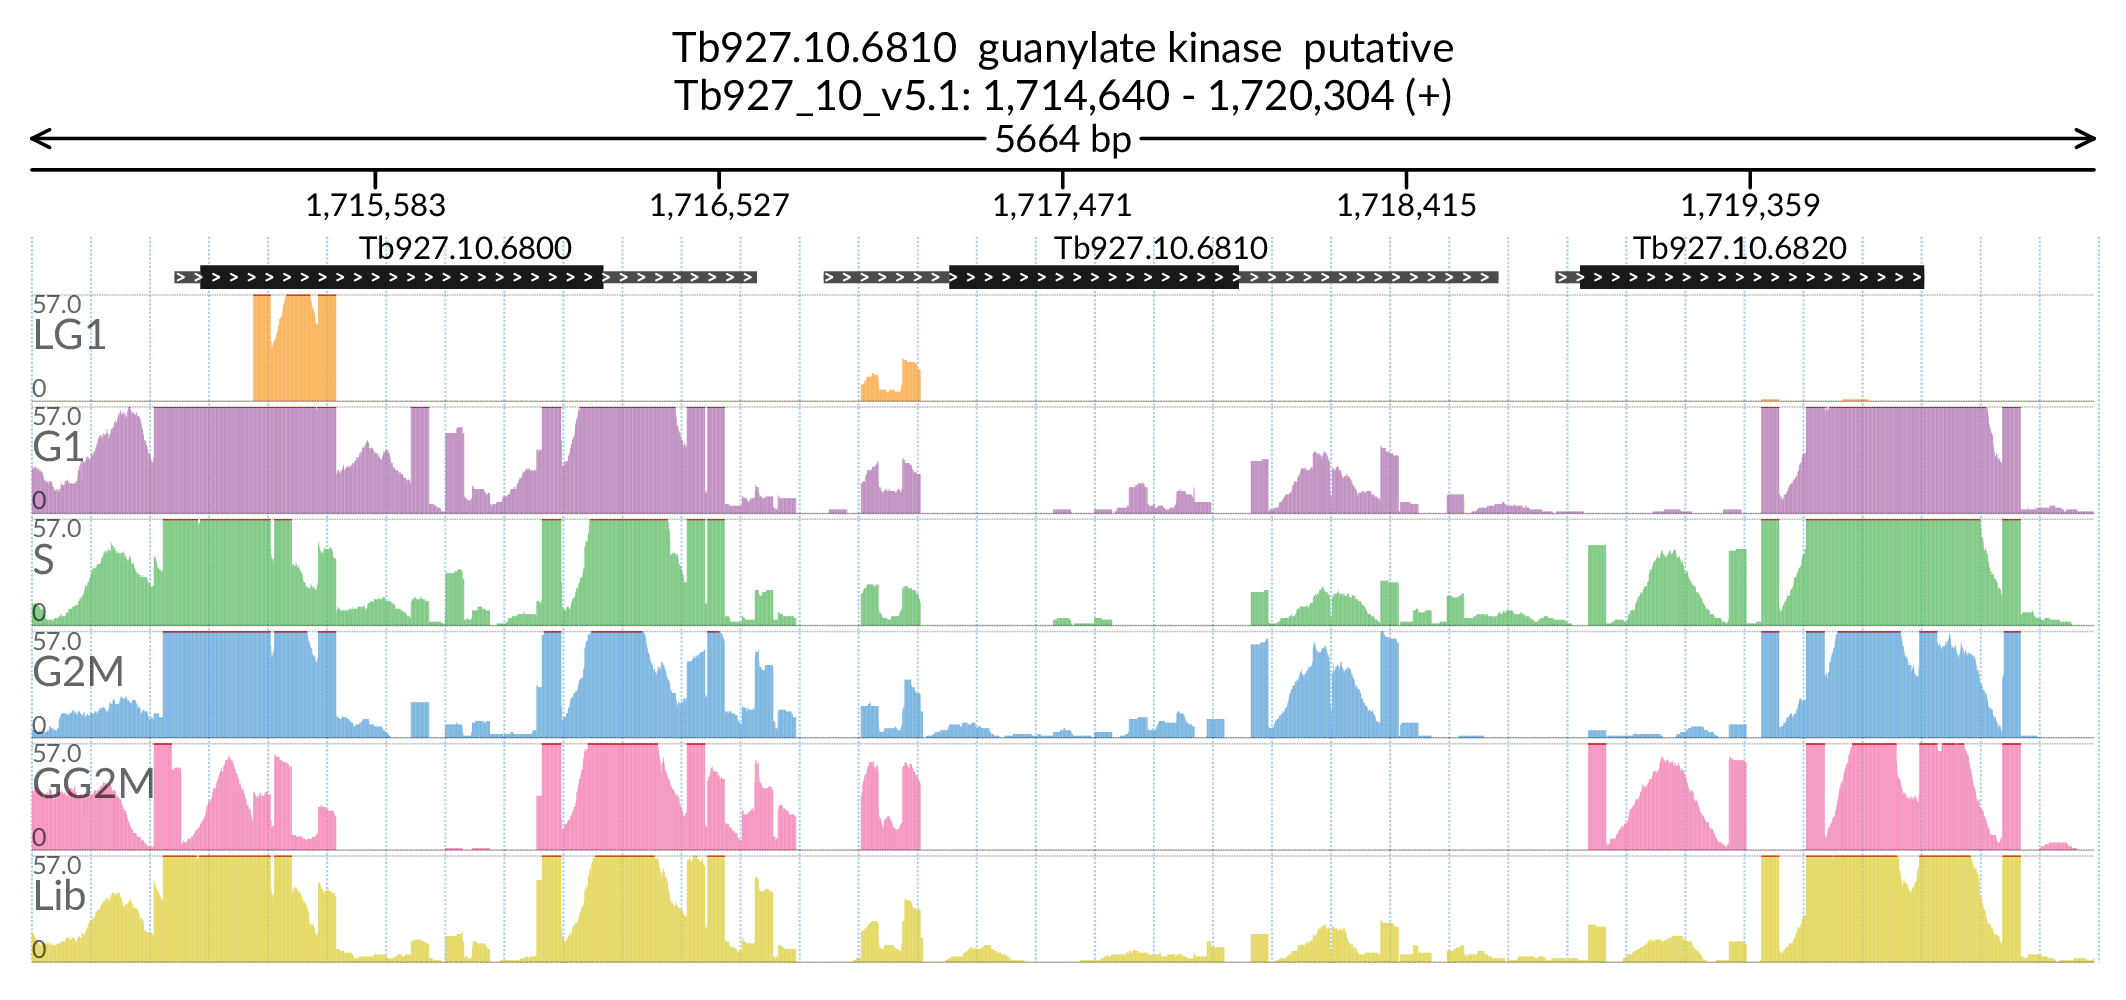 Tb927.10.6810 guanylate kinase putative
Tb927_10_v5.1: 1,714,640 - 1,720,304 (+)
5664 bp
1,715,583 1,716,527 1,717,471 1,718,415 1,719,359
Tb927.10.6800 Tb927.10.6810 Tb927.10.6820
57.0
LG1
0
57.0
G1
0
57.0
S
0
57.0
G2M
0
57.0
GG2M
0
57.0
Lib
0